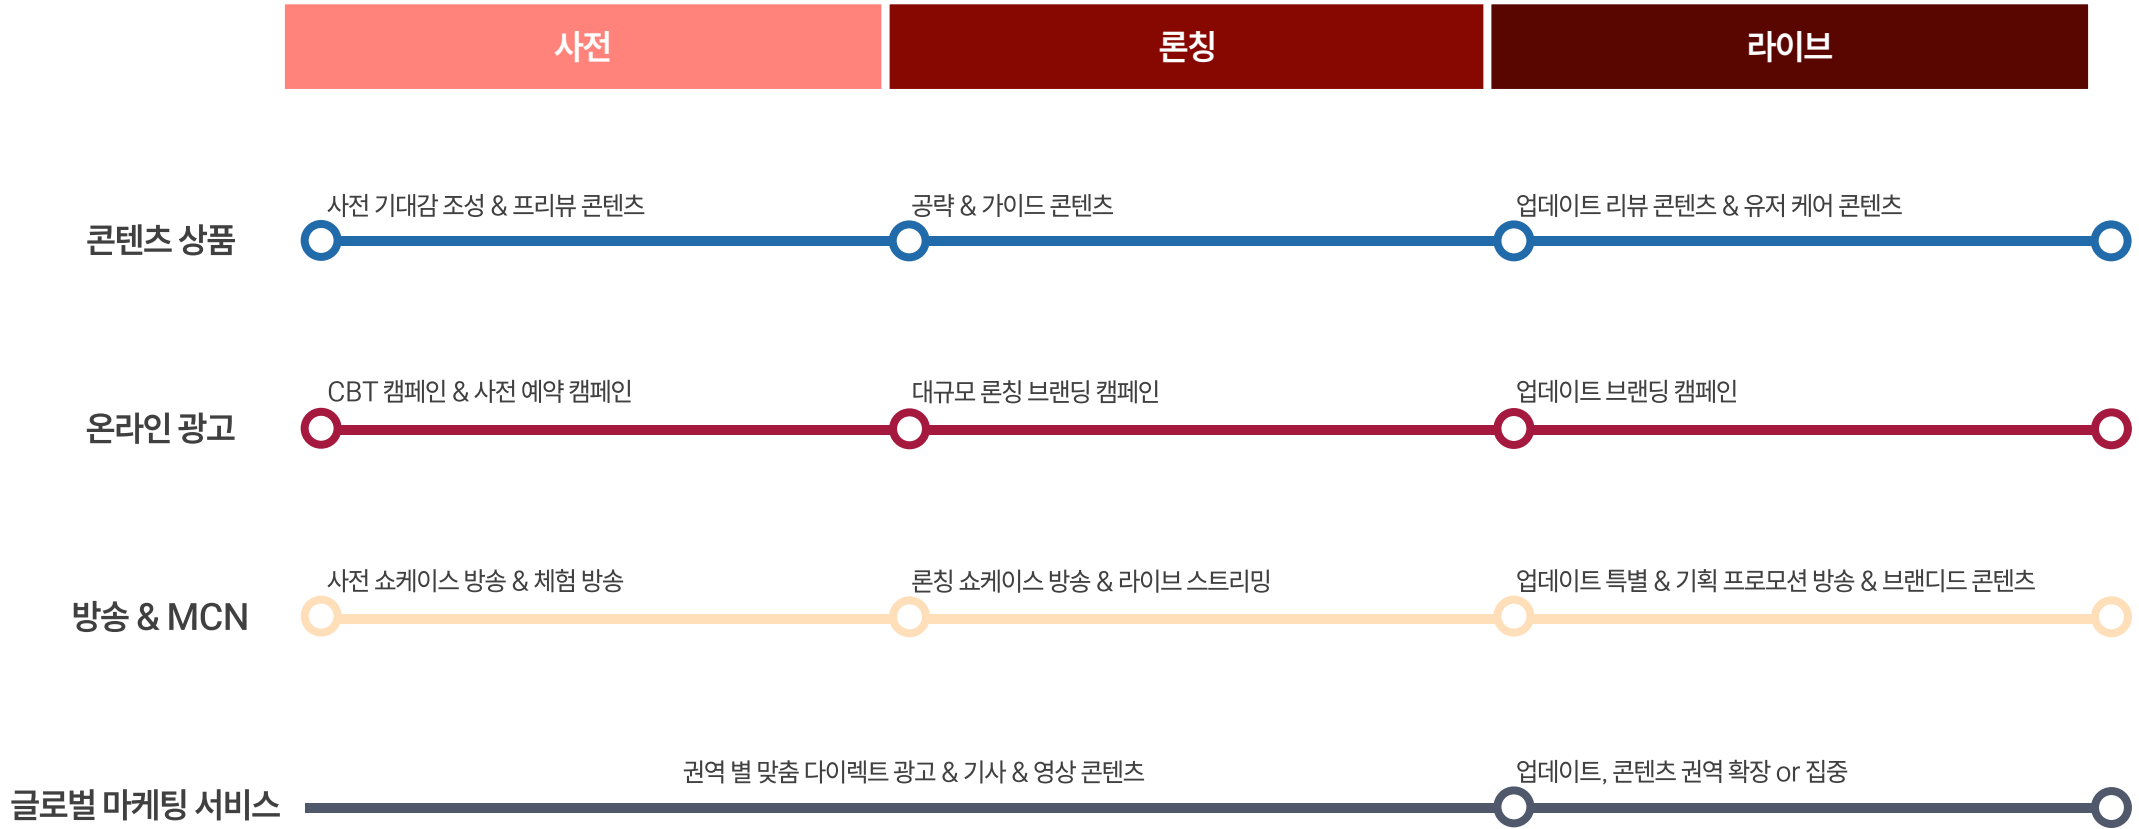 사전
론칭
라이브
콘텐츠 상품
사전 기대감 조성 & 프리뷰 콘텐츠
공략 & 가이드 콘텐츠
업데이트 리뷰 콘텐츠 & 유저 케어 콘텐츠
온라인 광고
CBT 캠페인 & 사전 예약 캠페인
대규모 론칭 브랜딩 캠페인
업데이트 브랜딩 캠페인
방송 & MCN
사전 쇼케이스 방송 & 체험 방송
론칭 쇼케이스 방송 & 라이브 스트리밍
업데이트 특별 & 기획 프로모션 방송 & 브랜디드 콘텐츠
글로벌 마케팅 서비스
권역 별 맞춤 다이렉트 광고 & 기사 & 영상 콘텐츠
업데이트, 콘텐츠 권역 확장 or 집중